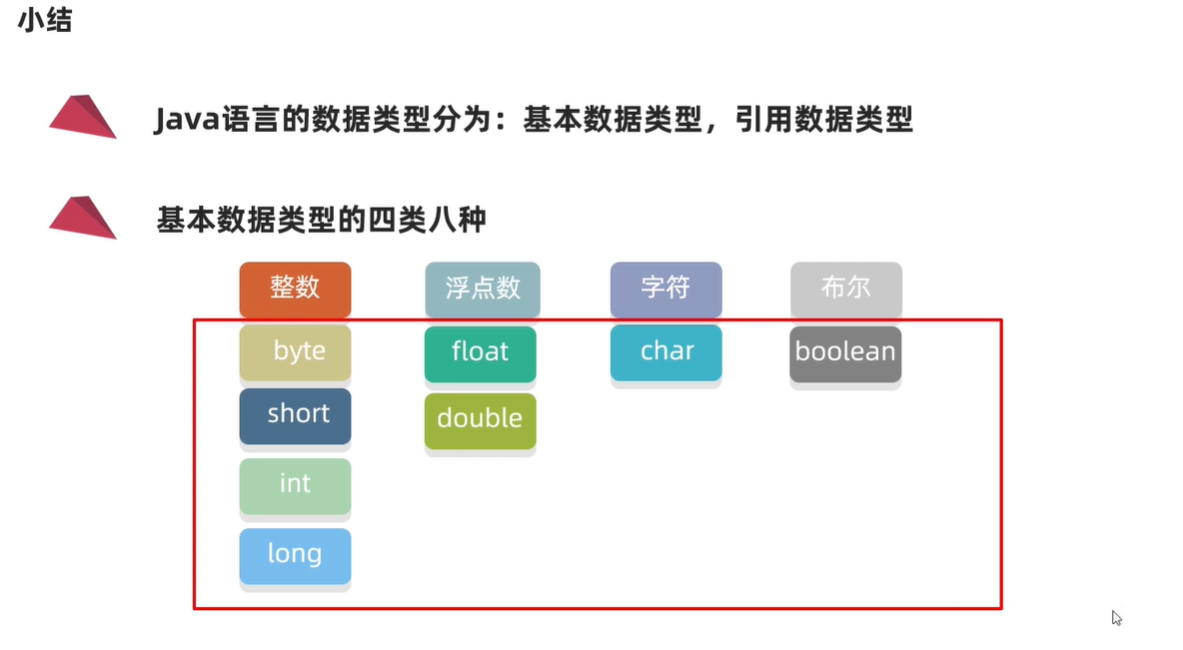 小结
Java语言的数据类型分为：基本数据类型，引用数据类型
基本数据类型的四类八种
整数 浮点数 字符 布尔
byte float char boolean
short double
int
long